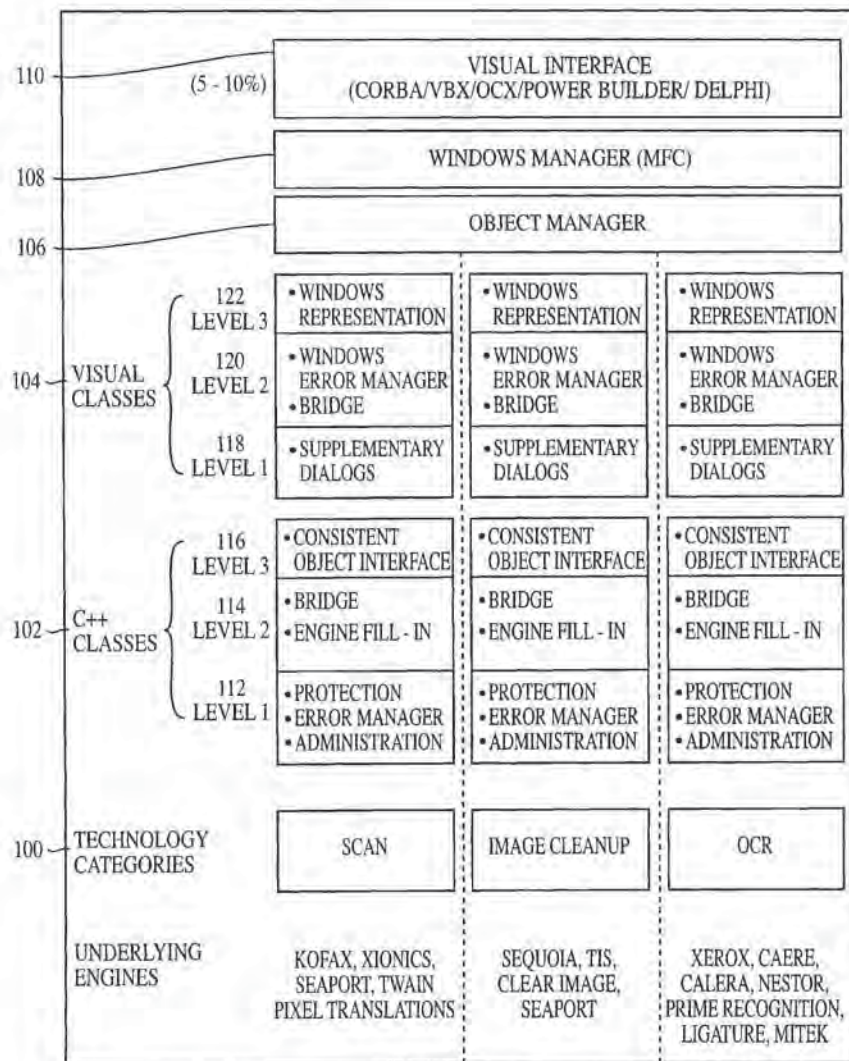 110
(5 - 10%)
VISUAL INTERFACE
(CORBA/VBX/OCX/POWER BUILDER/ DELPHI)
108
WINDOWS MANAGER (MFC)
106
OBJECT MANAGER
104
VISUAL
CLASSES
122
LEVEL 3
• WINDOWS
REPRESENTATION
• WINDOWS
REPRESENTATION
• WINDOWS
REPRESENTATION
120
LEVEL 2
• WINDOWS
ERROR MANAGER
• BRIDGE
• WINDOWS
ERROR MANAGER
• BRIDGE
• WINDOWS
ERROR MANAGER
• BRIDGE
118
LEVEL 1
• SUPPLEMENTARY
DIALOGS
• SUPPLEMENTARY
DIALOGS
• SUPPLEMENTARY
DIALOGS
102
C++
CLASSES
116
LEVEL 3
• CONSISTENT
OBJECT INTERFACE
• CONSISTENT
OBJECT INTERFACE
• CONSISTENT
OBJECT INTERFACE
114
LEVEL 2
• BRIDGE
• ENGINE FILL - IN
• BRIDGE
• ENGINE FILL - IN
• BRIDGE
• ENGINE FILL - IN
112
LEVEL 1
• PROTECTION
• ERROR MANAGER
• ADMINISTRATION
• PROTECTION
• ERROR MANAGER
• ADMINISTRATION
• PROTECTION
• ERROR MANAGER
• ADMINISTRATION
100
TECHNOLOGY
CATEGORIES
SCAN
IMAGE CLEANUP
OCR
UNDERLYING
ENGINES
KOFAX, XIONICS,
SEAPORT, TWAIN
PIXEL TRANSLATIONS
SEQUOIA, TIS,
CLEAR IMAGE,
SEAPORT
XEROX, CAERE,
CALERA, NESTOR,
PRIME RECOGNITION,
LIGATURE, MITEK